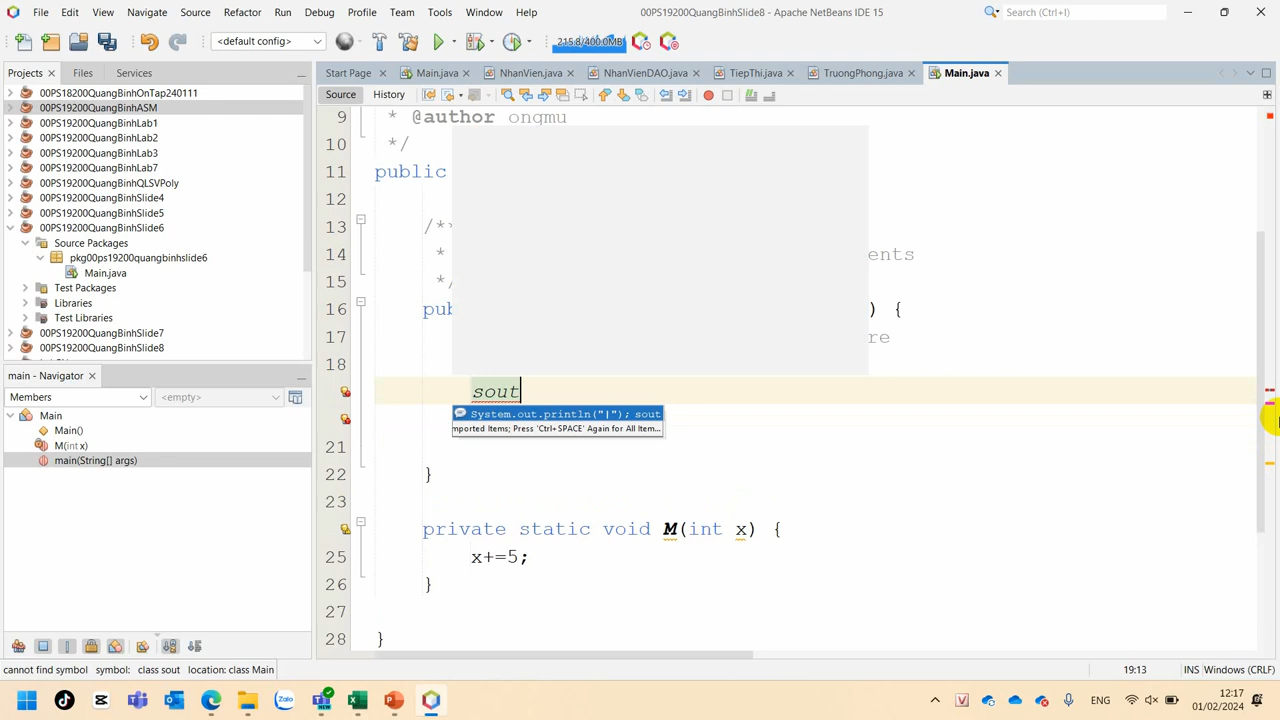 File Edit View Navigate Source Refactor Run Debug Profile Team Tools Window Help
00PS19200QuangBinhSlide8 - Apache NetBeans IDE 15
Search (Ctrl+I)
<default config>
215.8/400.0MB
Projects Files Services
Start Page Main.java NhanVien.java NhanVienDAO.java TiepThi.java TruongPhong.java Main.java
Source History
00PS19200QuangBinhOnTap240111
00PS19200QuangBinhASM
00PS19200QuangBinhLab1
00PS19200QuangBinhLab2
00PS19200QuangBinhLab3
00PS19200QuangBinhLab7
00PS19200QuangBinhQLSVPoly
00PS19200QuangBinhSlide4
00PS19200QuangBinhSlide5
00PS19200QuangBinhSlide6
Source Packages
pkg00ps19200quangbinhslide6
Main.java
Test Packages
Libraries
Test Libraries
00PS19200QuangBinhSlide7
00PS19200QuangBinhSlide8
main - Navigator
Members <empty>
Main
Main()
M(int x)
main(String[] args)
9 * @author ongmu
10 */
11 public
12
13 /**
14 * ents
15 */
16 pub ) {
17 re
18
sout
System.out.println("|"); sout
mported Items; Press 'Ctrl+SPACE' Again for All Item...
21
22 }
23
private static void M(int x) {
25 x+=5;
26 }
27
28 }
cannot find symbol symbol: class sout location: class Main
19:13 INS Windows (CRLF)
ENG
12:17
01/02/2024